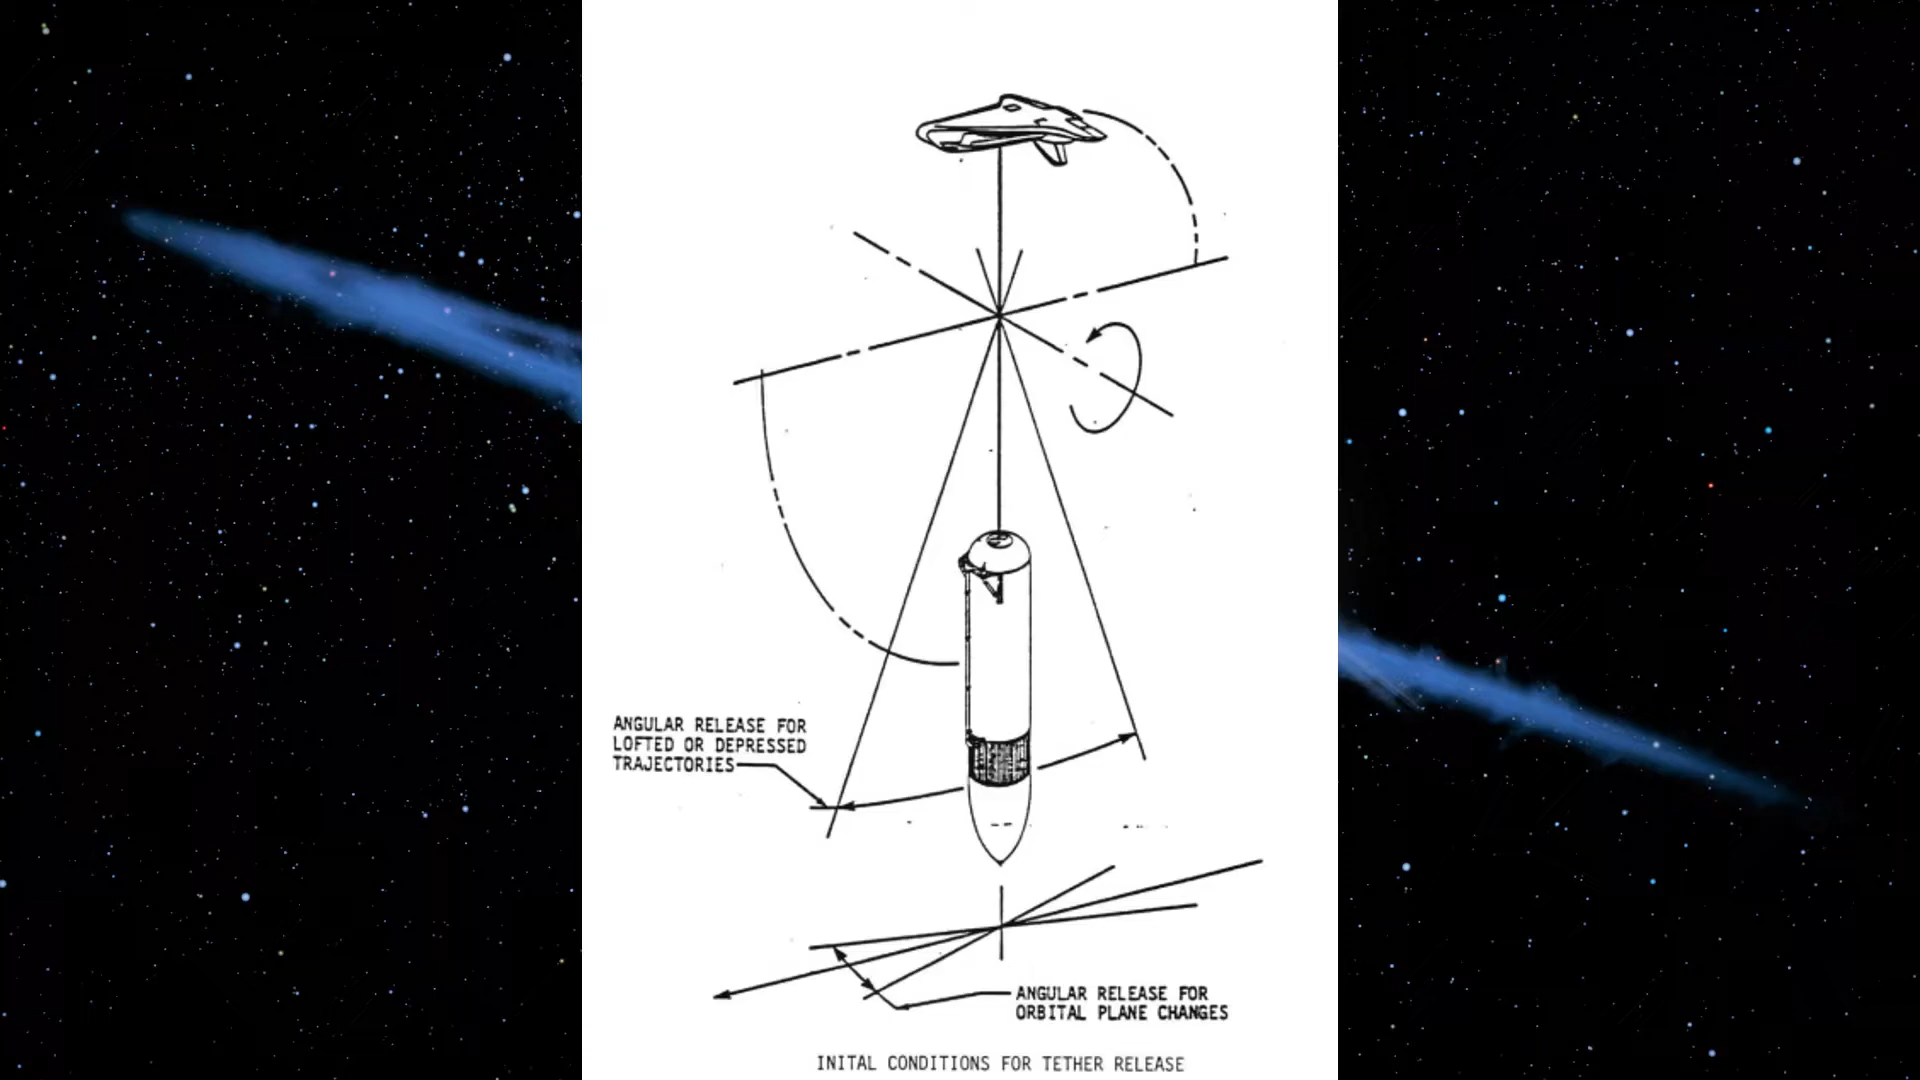 ANGULAR RELEASE FOR
LOFTED OR DEPRESSED
TRAJECTORIES
ANGULAR RELEASE FOR
ORBITAL PLANE CHANGES
INITAL CONDITIONS FOR TETHER RELEASE